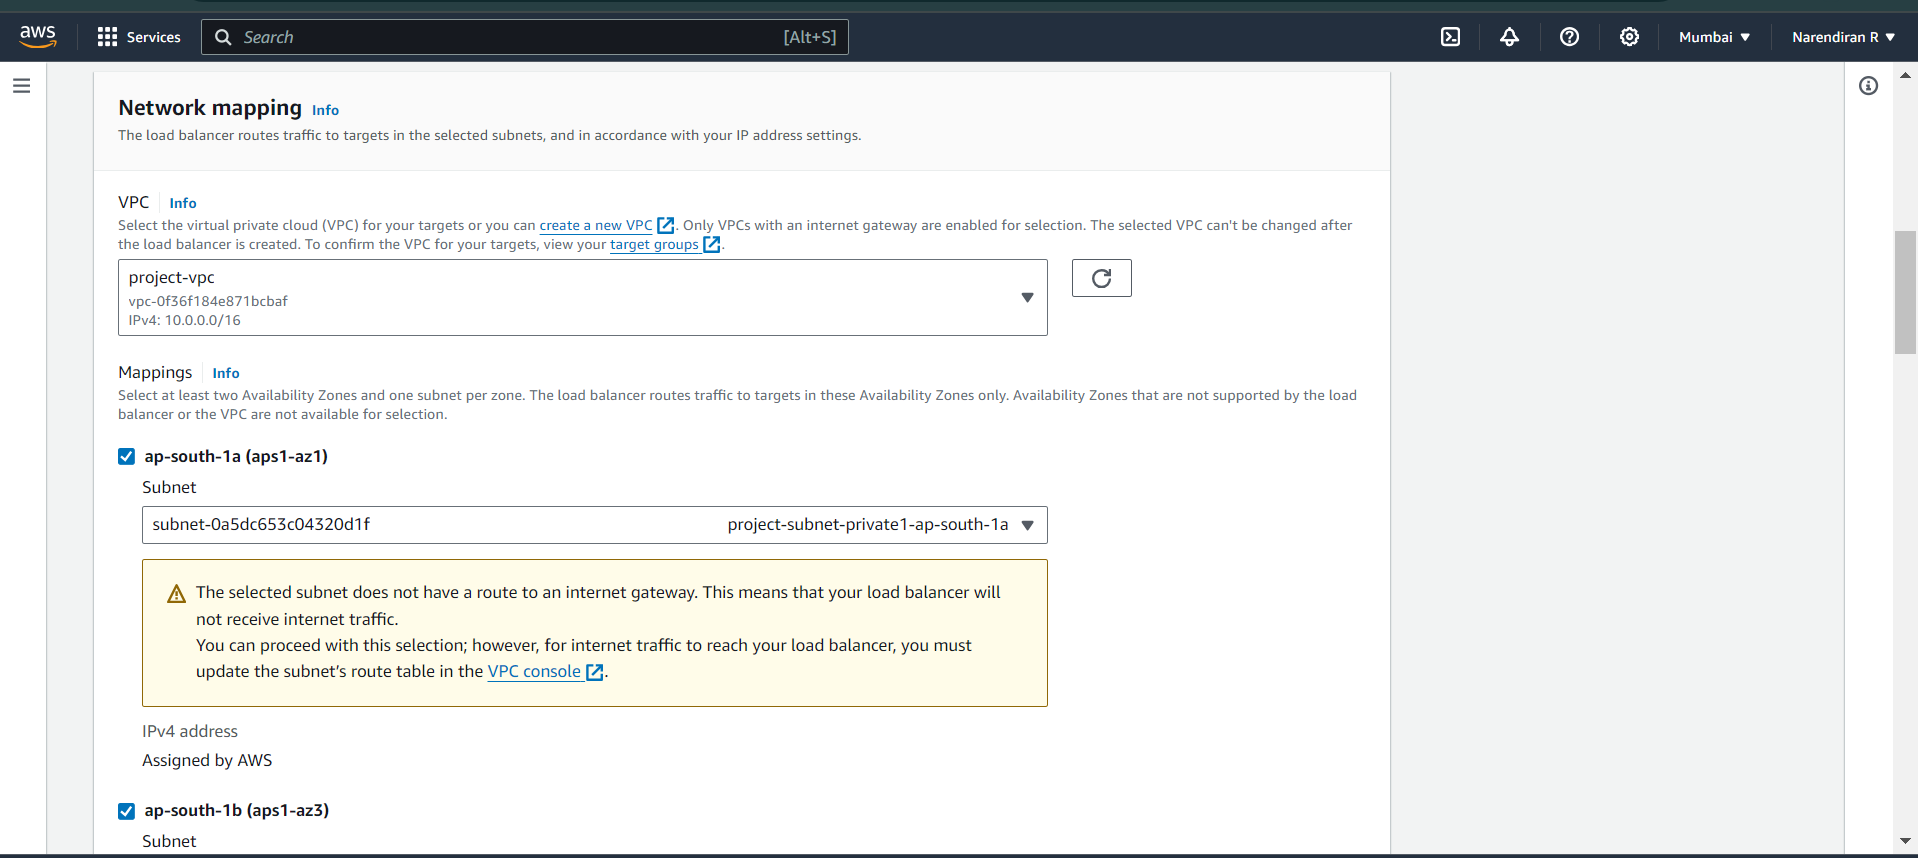 aws
Services
Search
[Alt+S]
Mumbai
Narendiran R
Network mapping Info
The load balancer routes traffic to targets in the selected subnets, and in accordance with your IP address settings.
VPC Info
Select the virtual private cloud (VPC) for your targets or you can create a new VPC. Only VPCs with an internet gateway are enabled for selection. The selected VPC can't be changed after
the load balancer is created. To confirm the VPC for your targets, view your target groups.
project-vpc
vpc-0f36f184e871bcbaf
IPv4: 10.0.0.0/16
Mappings Info
Select at least two Availability Zones and one subnet per zone. The load balancer routes traffic to targets in these Availability Zones only. Availability Zones that are not supported by the load
balancer or the VPC are not available for selection.
ap-south-1a (aps1-az1)
Subnet
subnet-0a5dc653c04320d1f project-subnet-private1-ap-south-1a
The selected subnet does not have a route to an internet gateway. This means that your load balancer will
not receive internet traffic.
You can proceed with this selection; however, for internet traffic to reach your load balancer, you must
update the subnet’s route table in the VPC console.
IPv4 address
Assigned by AWS
ap-south-1b (aps1-az3)
Subnet